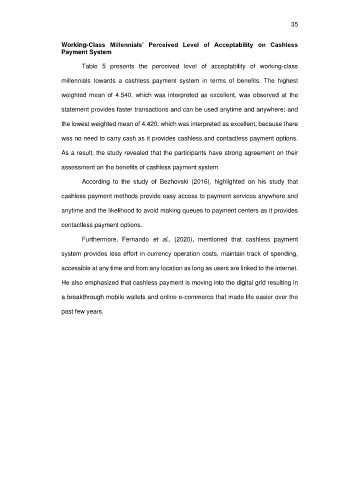 35
Working-Class Millennials' Perceived Level of Acceptability on Cashless
Payment System
Table 5 presents the perceived level of acceptability of working-class
millennials towards a cashless payment system in terms of benefits. The highest
weighted mean of 4.540, which was interpreted as excellent, was observed at the
statement provides faster transactions and can be used anytime and anywhere; and
the lowest weighted mean of 4.420, which was interpreted as excellent, because there
was no need to carry cash as it provides cashless and contactless payment options.
As a result, the study revealed that the participants have strong agreement on their
assessment on the benefits of cashless payment system.
According to the study of Bezhovski (2016), highlighted on his study that
cashless payment methods provide easy access to payment services anywhere and
anytime and the likelihood to avoid making queues to payment centers as it provides
contactless payment options.
Furthermore, Fernando et al., (2020), mentioned that cashless payment
system provides less effort in currency operation costs, maintain track of spending,
accessible at any time and from any location as long as users are linked to the internet.
He also emphasized that cashless payment is moving into the digital grid resulting in
a breakthrough mobile wallets and online e-commerce that made life easier over the
past few years.